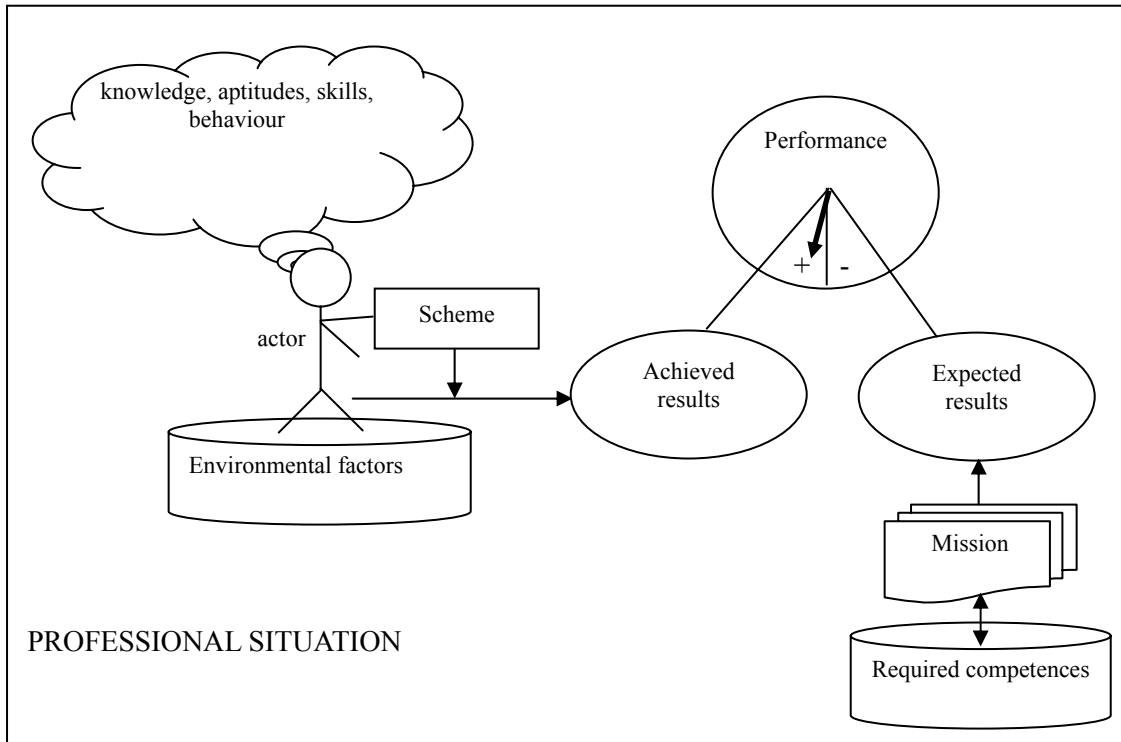 knowledge, aptitudes, skills,
behaviour
Performance
+ -
Scheme
actor
Achieved
results
Expected
results
Environmental factors
Mission
PROFESSIONAL SITUATION
Required competences